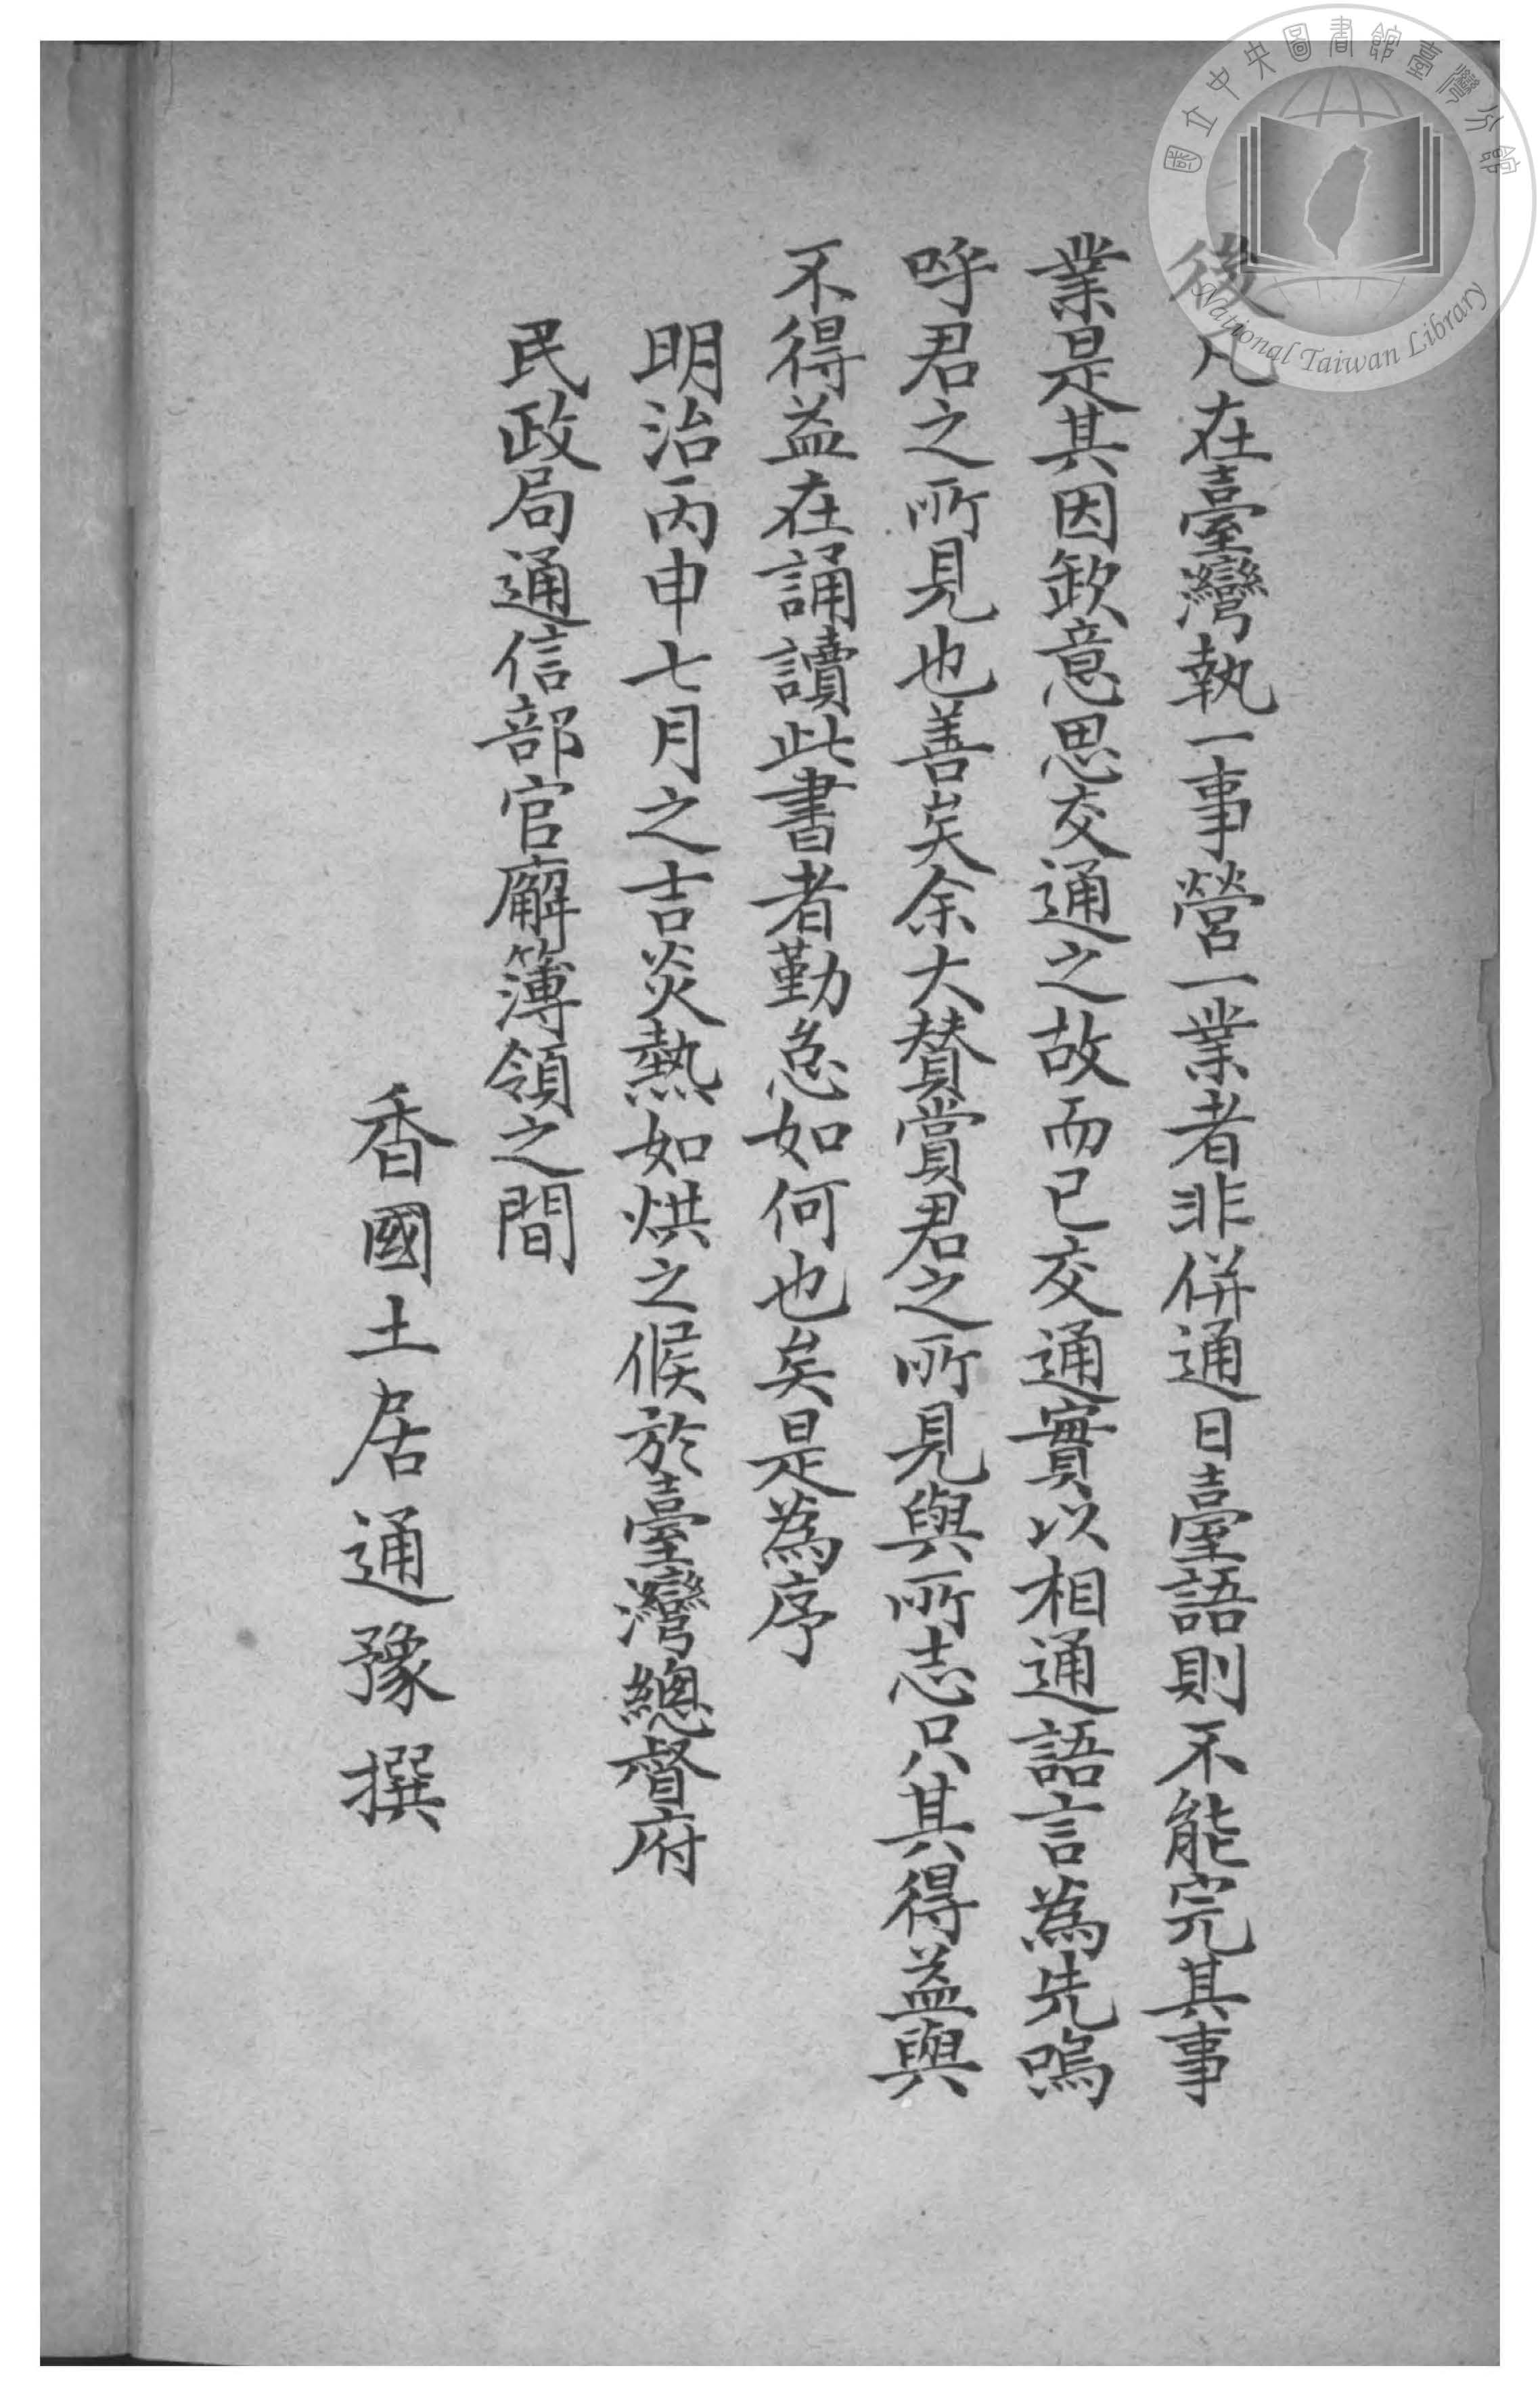 後凡在臺灣執一事營一業者非併通日臺語則不能完其事
業是其因欵意思交通之故而已交通實以相通語言為先嗚
呼君之所見也善矣余大賛賞君之所見與所志只其得益與
不得益在誦讀此書者勤怠如何也矣是為序
明治丙申七月之吉炎熱如烘之候於臺灣總督府
民政局通信部官廨簿領之間
香國土居通豫撰
國立中央圖書館臺灣分館
National Taiwan Library